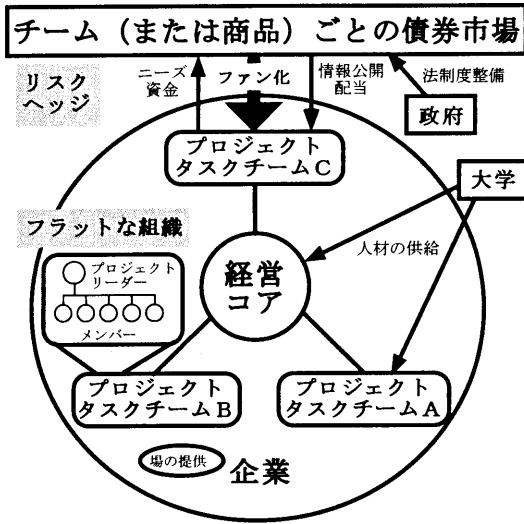 チーム（または商品）ごとの債券市場
リスク
ヘッジ
ニーズ
資金
ファン化
情報公開
配当
法制度整備
政府
プロジェクト
タスクチームC
大学
フラットな組織
人材の供給
プロジェクト
リーダー
メンバー
経営
コア
プロジェクト
タスクチームB
プロジェクト
タスクチームA
場の提供
企業